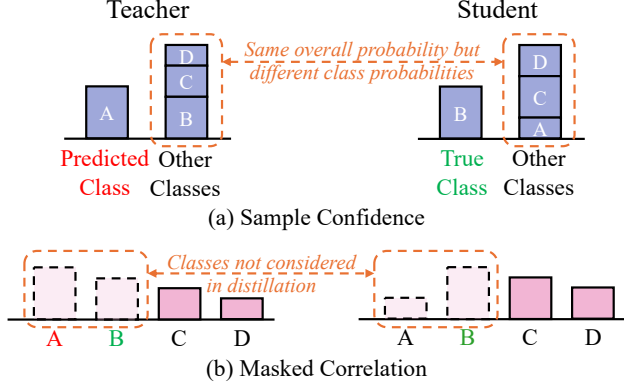 Teacher
Student
D
C
B
A
Same overall probability but
different class probabilities
D
C
A
B
Predicted
Class
Other
Classes
True
Class
Other
Classes
(a) Sample Confidence
Classes not considered
in distillation
A
B
C
D
A
B
C
D
(b) Masked Correlation